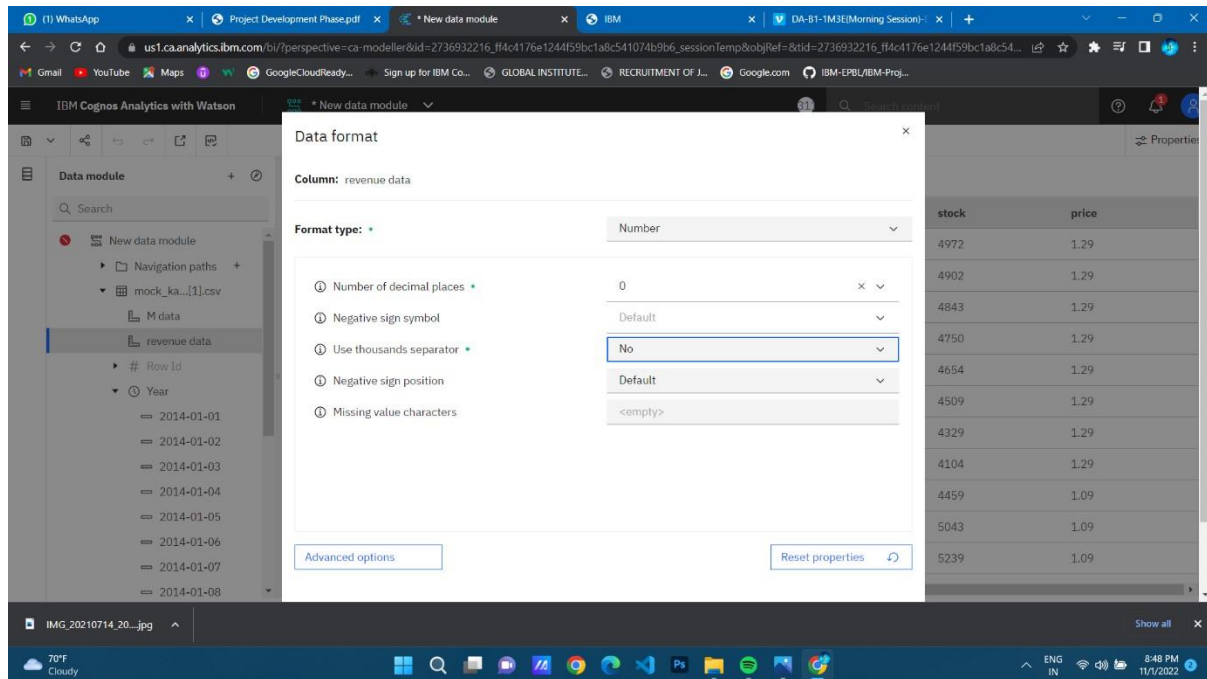 (1) WhatsApp
Project Development Phase.pdf
* New data module
IBM
DA-B1-1M3E(Morning Session)-I
us1.ca.analytics.ibm.com/bi/?perspective=ca-modeller&id=2736932216_ff4c4176e1244f59bc1a8c541074b9b6_sessionTemp&objRef=&tid=2736932216_ff4c4176e1244f59bc1a8c54...
Gmail YouTube Maps GoogleCloudReady... Sign up for IBM Co... GLOBAL INSTITUTE... RECRUITMENT OF J... Google.com IBM-EPBL/IBM-Proj...
IBM Cognos Analytics with Watson
* New data module
31
Search content
1
Properties
Data module
Search
New data module
Navigation paths
mock_ka...[1].csv
M data
revenue data
# Row Id
Year
2014-01-01
2014-01-02
2014-01-03
2014-01-04
2014-01-05
2014-01-06
2014-01-07
2014-01-08
Data format
Column: revenue data
Format type: Number
Number of decimal places 0
Negative sign symbol Default
Use thousands separator No
Negative sign position Default
Missing value characters <empty>
Advanced options
Reset properties
stock price
4972 1.29
4902 1.29
4843 1.29
4750 1.29
4654 1.29
4509 1.29
4329 1.29
4104 1.29
4459 1.09
5043 1.09
5239 1.09
IMG_20210714_20....jpg
Show all
70°F
Cloudy
Ps
ENG
IN
8:48 PM
11/1/2022
2